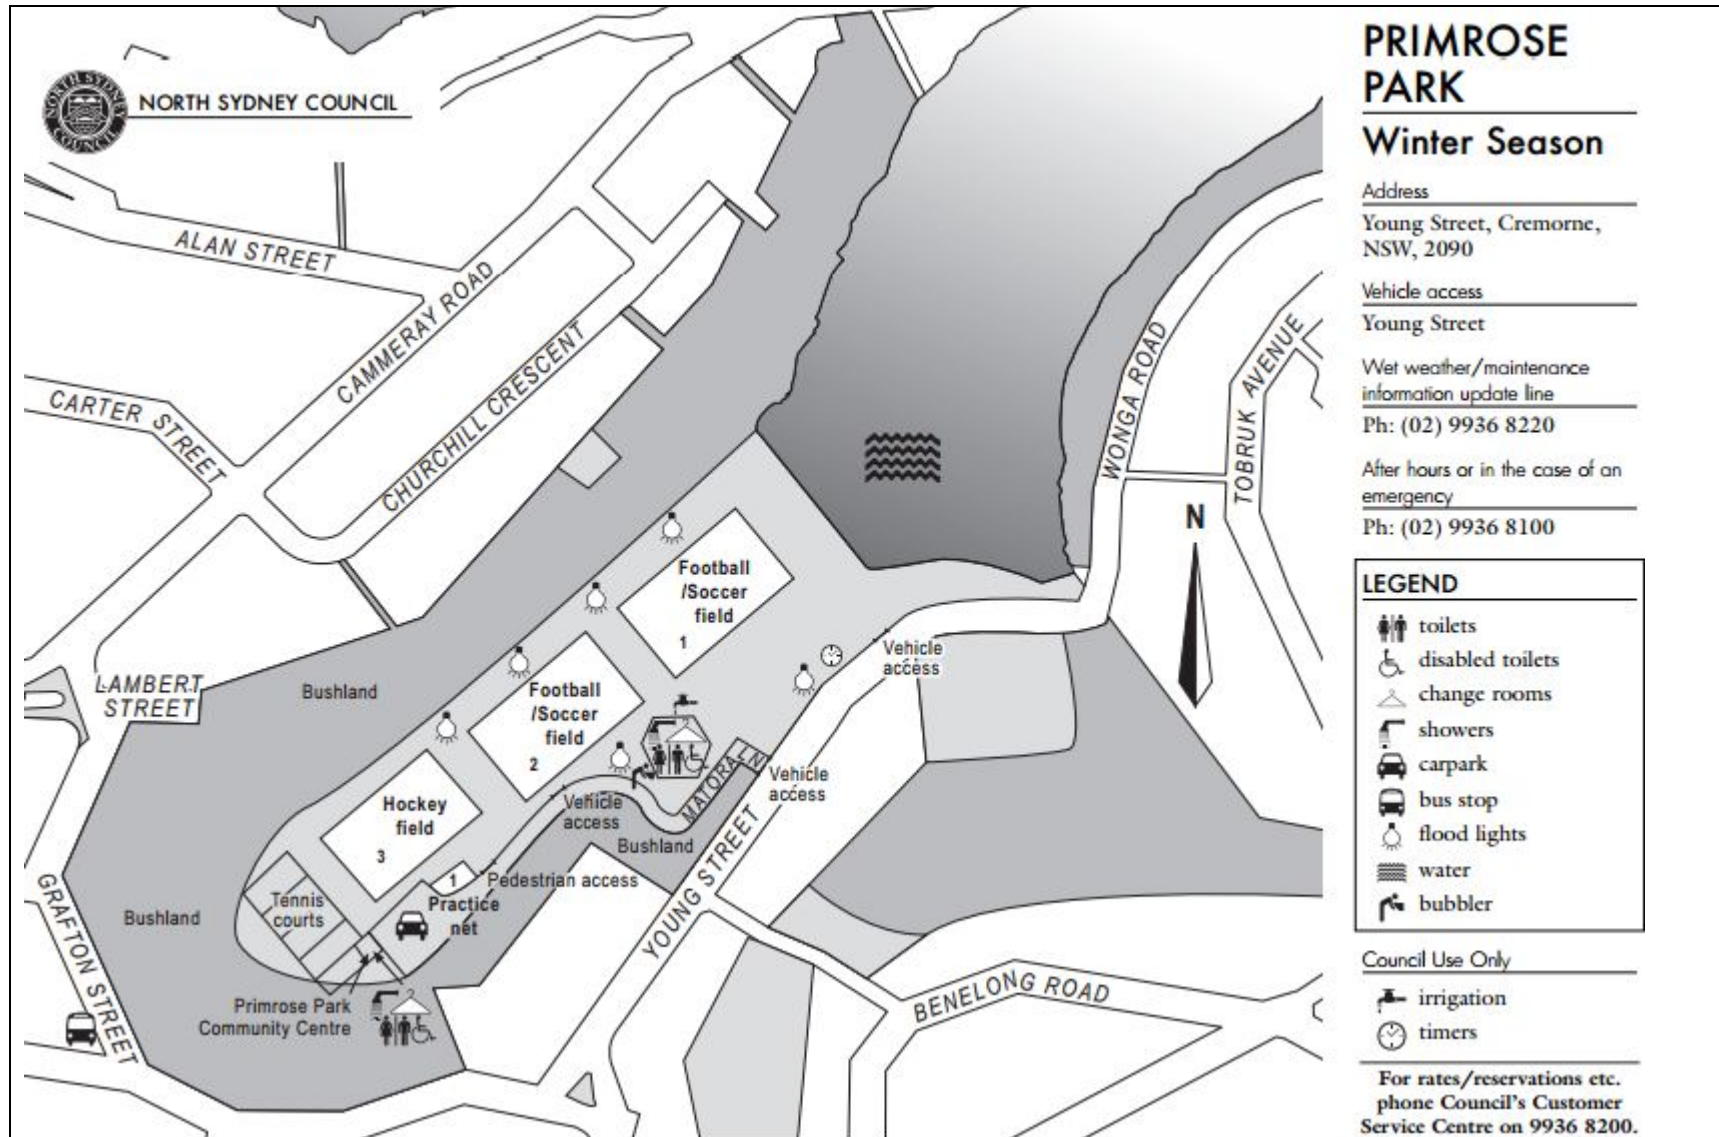 NORTH SYDNEY COUNCIL
NORTH SYDNEY COUNCIL
ALAN STREET
CAMMERAY ROAD
CARTER STREET
CHURCHILL CRESCENT
WONGA ROAD
TOBRUK AVENUE
N
Football
/Soccer
field
1
Vehicle
access
LAMBERT
STREET
Bushland
Football
/Soccer
field
2
MATORA LN
Vehicle
access
Hockey
field
3
Vehicle
access
Bushland
YOUNG STREET
1
Pedestrian access
Practice
net
Tennis
courts
Bushland
GRAFTON STREET
Primrose Park
Community Centre
BENELONG ROAD
PRIMROSE
PARK
Winter Season
Address
Young Street, Cremorne,
NSW, 2090
Vehicle access
Young Street
Wet weather/maintenance
information update line
Ph: (02) 9936 8220
After hours or in the case of an
emergency
Ph: (02) 9936 8100
LEGEND
toilets
disabled toilets
change rooms
showers
carpark
bus stop
flood lights
water
bubbler
Council Use Only
irrigation
timers
For rates/reservations etc.
phone Council's Customer
Service Centre on 9936 8200.